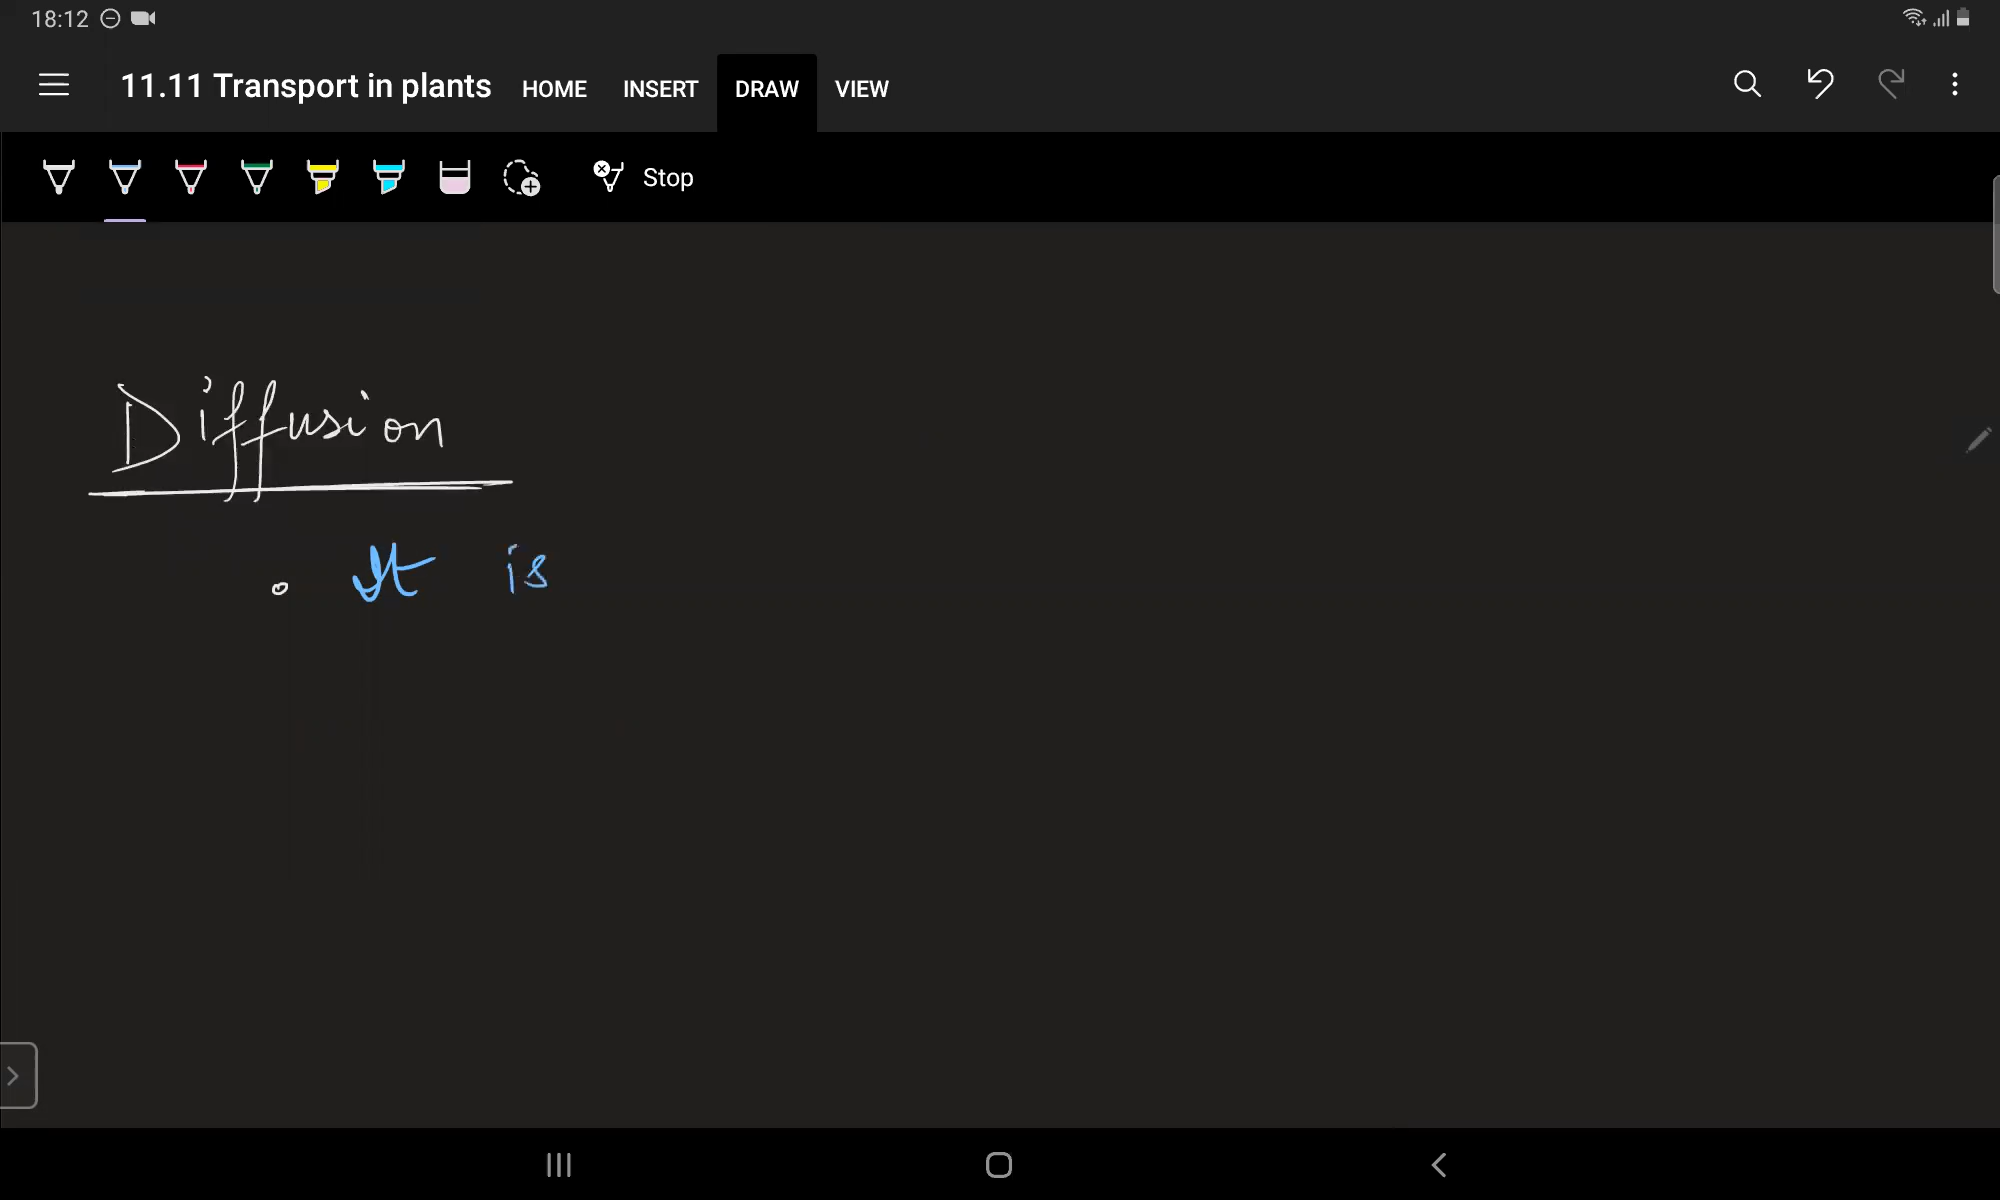 18:12
11.11 Transport in plants HOME INSERT DRAW VIEW
Stop
Diffusion
It is